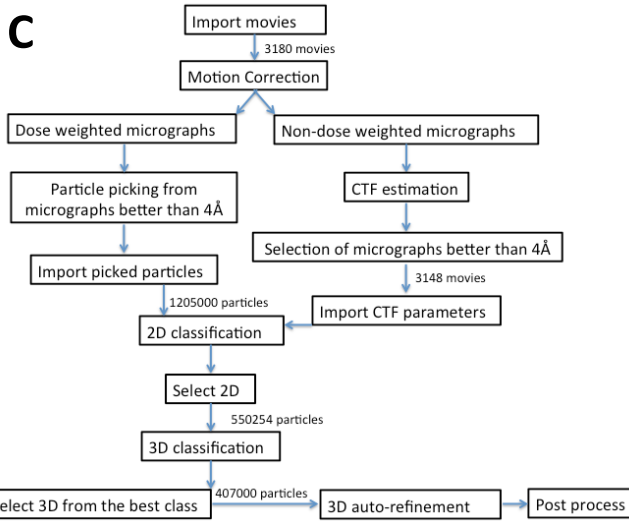 C
Import movies
3180 movies
Motion Correction
Dose weighted micrographs
Non-dose weighted micrographs
Particle picking from
micrographs better than 4Å
CTF estimation
Selection of micrographs better than 4Å
Import picked particles
3148 movies
1205000 particles
Import CTF parameters
2D classification
Select 2D
550254 particles
3D classification
407000 particles
elect 3D from the best class
3D auto-refinement
Post process